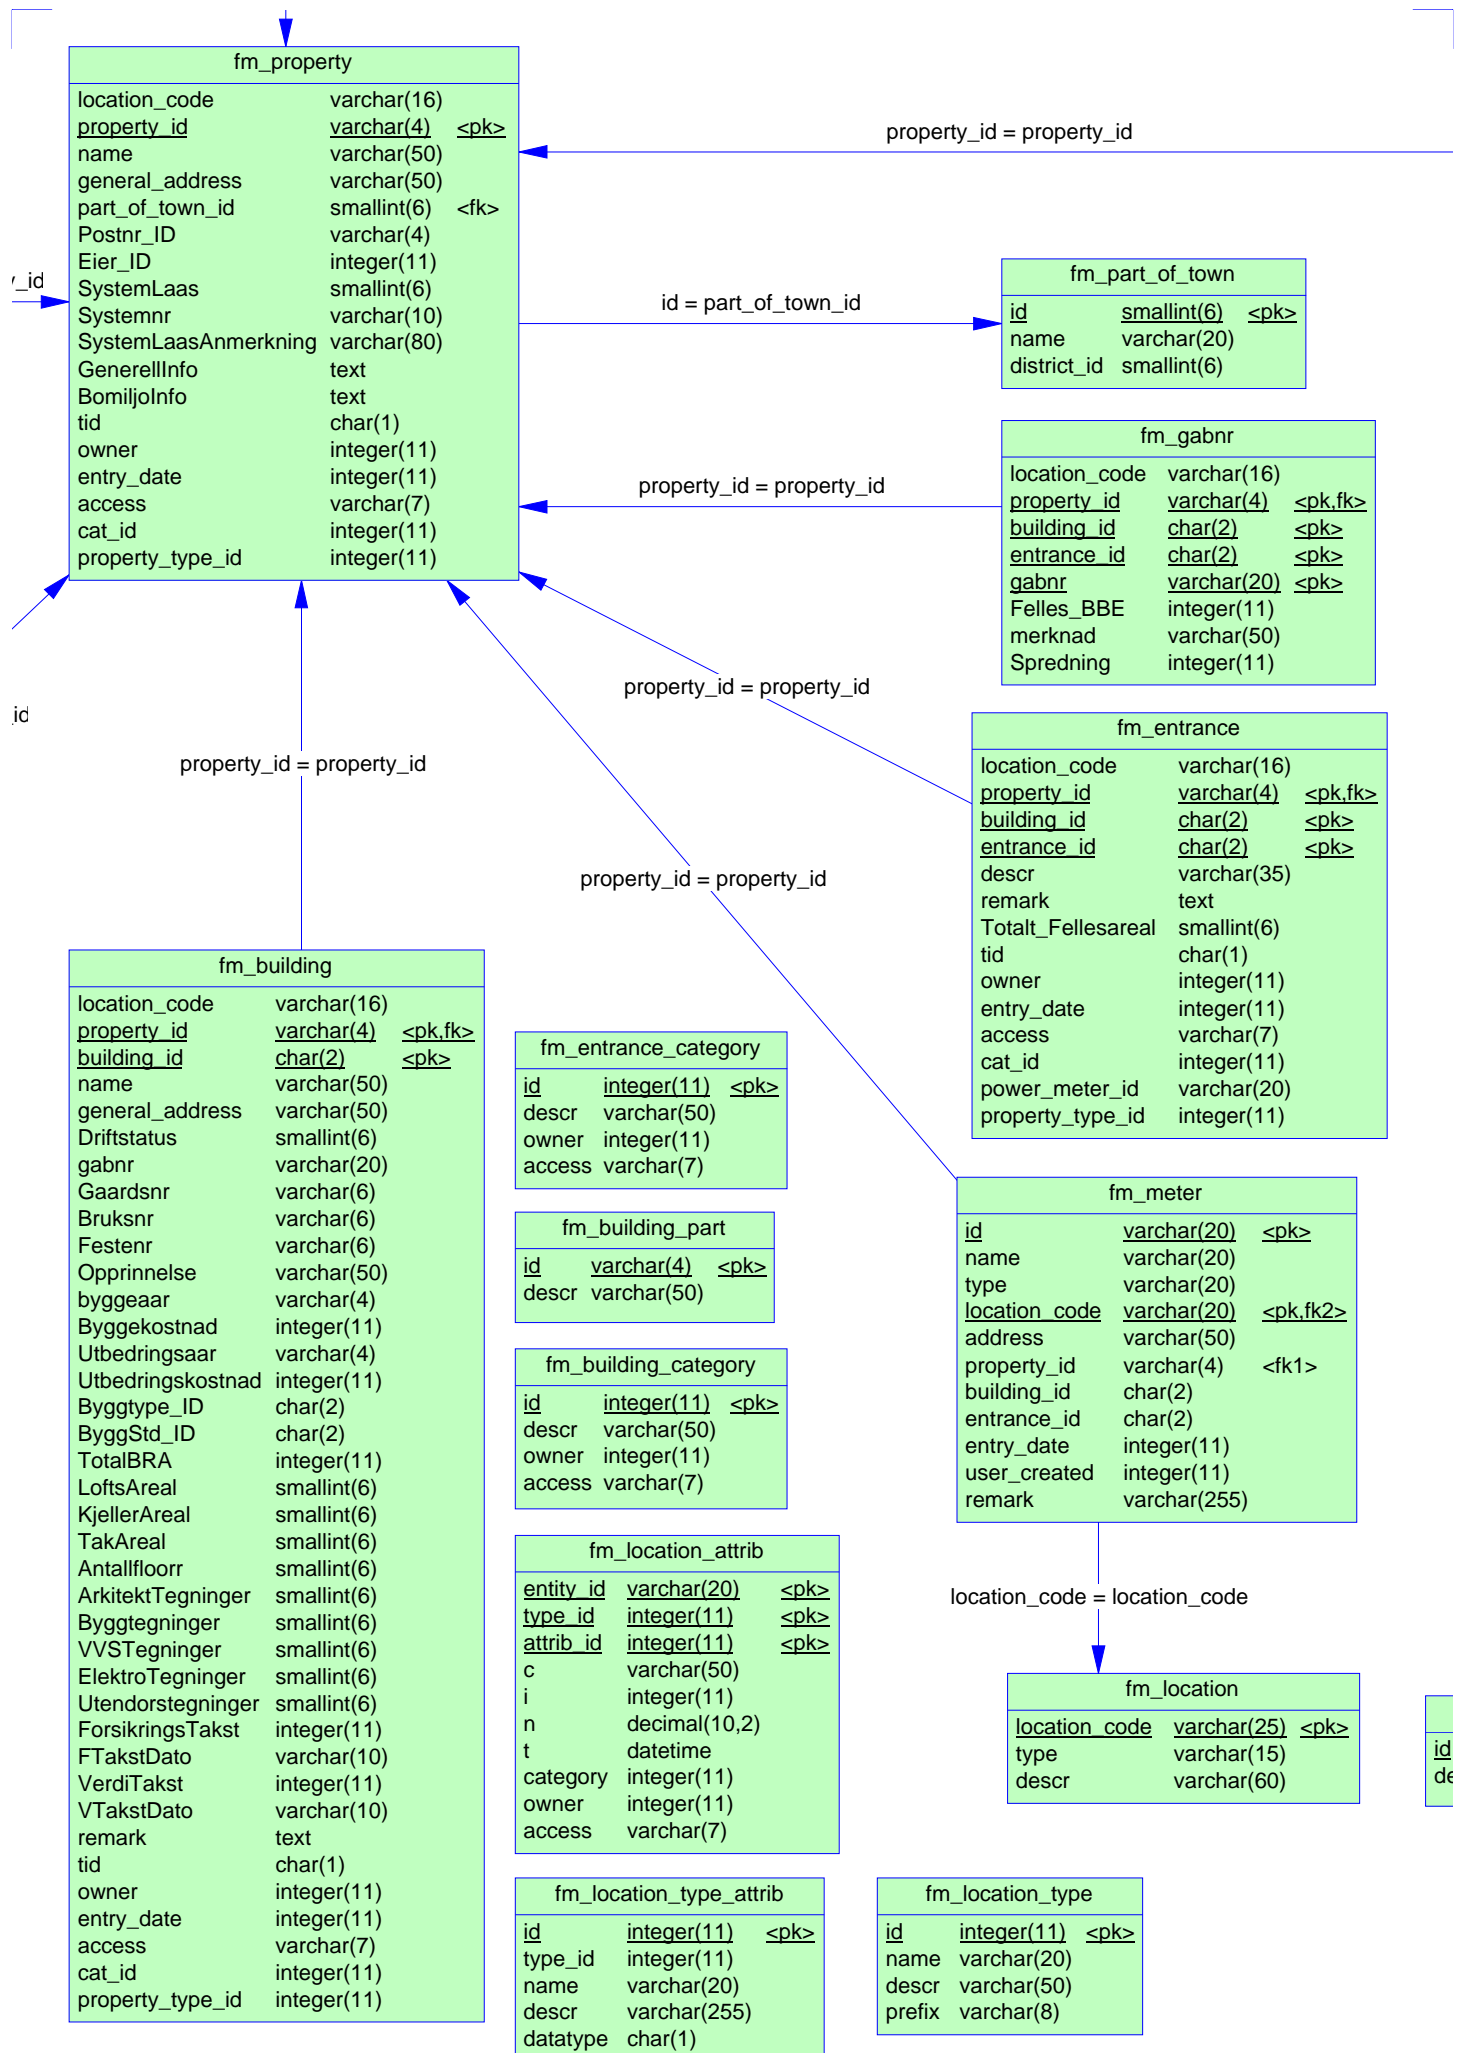 fm_property
location_code varchar(16)
property_id varchar(4) <pk>
name varchar(50)
general_address varchar(50)
part_of_town_id smallint(6) <fk>
Postnr_ID varchar(4)
Eier_ID integer(11)
SystemLaas smallint(6)
Systemnr varchar(10)
SystemLaasAnmerkning varchar(80)
GenerellInfo text
BomiljoInfo text
tid char(1)
owner integer(11)
entry_date integer(11)
access varchar(7)
cat_id integer(11)
property_type_id integer(11)
property_id = property_id
_id
id = part_of_town_id
fm_part_of_town
id smallint(6) <pk>
name varchar(20)
district_id smallint(6)
property_id = property_id
fm_gabnr
location_code varchar(16)
property_id varchar(4) <pk,fk>
building_id char(2) <pk>
entrance_id char(2) <pk>
gabnr varchar(20) <pk>
Felles_BBE integer(11)
merknad varchar(50)
Spredning integer(11)
property_id = property_id
_id
property_id = property_id
fm_entrance
location_code varchar(16)
property_id varchar(4) <pk,fk>
building_id char(2) <pk>
entrance_id char(2) <pk>
descr varchar(35)
remark text
Totalt_Fellesareal smallint(6)
tid char(1)
owner integer(11)
entry_date integer(11)
access varchar(7)
cat_id integer(11)
power_meter_id varchar(20)
property_type_id integer(11)
property_id = property_id
fm_building
location_code varchar(16)
property_id varchar(4) <pk,fk>
building_id char(2) <pk>
name varchar(50)
general_address varchar(50)
Driftstatus smallint(6)
gabnr varchar(20)
Gaardsnr varchar(6)
Bruksnr varchar(6)
Festenr varchar(6)
Opprinnelse varchar(50)
byggeaar varchar(4)
Byggekostnad integer(11)
Utbedringsaar varchar(4)
Utbedringskostnad integer(11)
Byggtype_ID char(2)
ByggStd_ID char(2)
TotalBRA integer(11)
LoftsAreal smallint(6)
KjellerAreal smallint(6)
TakAreal smallint(6)
Antallfloorr smallint(6)
ArkitektTegninger smallint(6)
Byggtegninger smallint(6)
VVSTegninger smallint(6)
ElektroTegninger smallint(6)
Utendorstegninger smallint(6)
ForsikringsTakst integer(11)
FTakstDato varchar(10)
VerdiTakst integer(11)
VTakstDato varchar(10)
remark text
tid char(1)
owner integer(11)
entry_date integer(11)
access varchar(7)
cat_id integer(11)
property_type_id integer(11)
fm_entrance_category
id integer(11) <pk>
descr varchar(50)
owner integer(11)
access varchar(7)
fm_building_part
id varchar(4) <pk>
descr varchar(50)
fm_building_category
id integer(11) <pk>
descr varchar(50)
owner integer(11)
access varchar(7)
fm_location_attrib
entity_id varchar(20) <pk>
type_id integer(11) <pk>
attrib_id integer(11) <pk>
c varchar(50)
i integer(11)
n decimal(10,2)
t datetime
category integer(11)
owner integer(11)
access varchar(7)
fm_location_type_attrib
id integer(11) <pk>
type_id integer(11)
name varchar(20)
descr varchar(255)
datatype char(1)
fm_meter
id varchar(20) <pk>
name varchar(20)
type varchar(20)
location_code varchar(20) <pk,fk2>
address varchar(50)
property_id varchar(4) <fk1>
building_id char(2)
entrance_id char(2)
entry_date integer(11)
user_created integer(11)
remark varchar(255)
location_code = location_code
fm_location
location_code varchar(25) <pk>
type varchar(15)
descr varchar(60)
id
de
fm_location_type
id integer(11) <pk>
name varchar(20)
descr varchar(50)
prefix varchar(8)